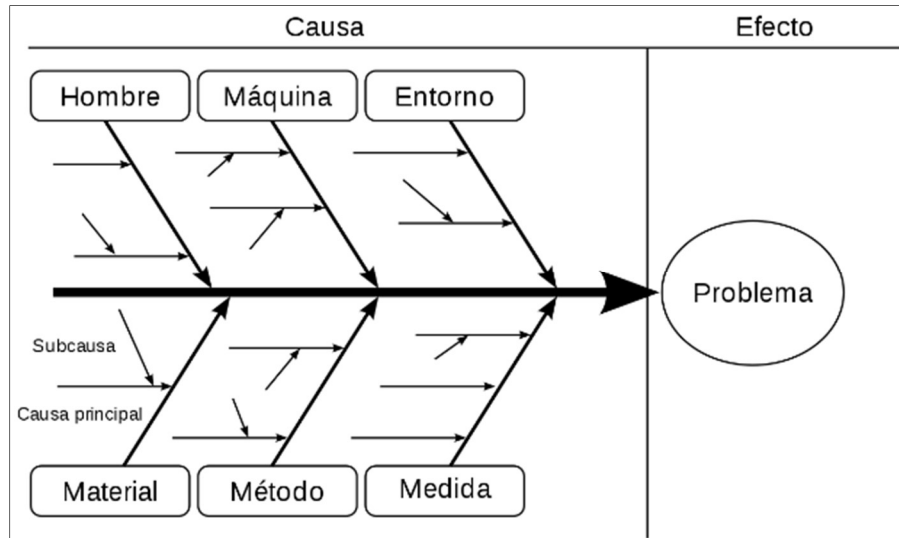 Causa
Efecto
Hombre
Máquina
Entorno
Problema
Subcausa
Causa principal
Material
Método
Medida